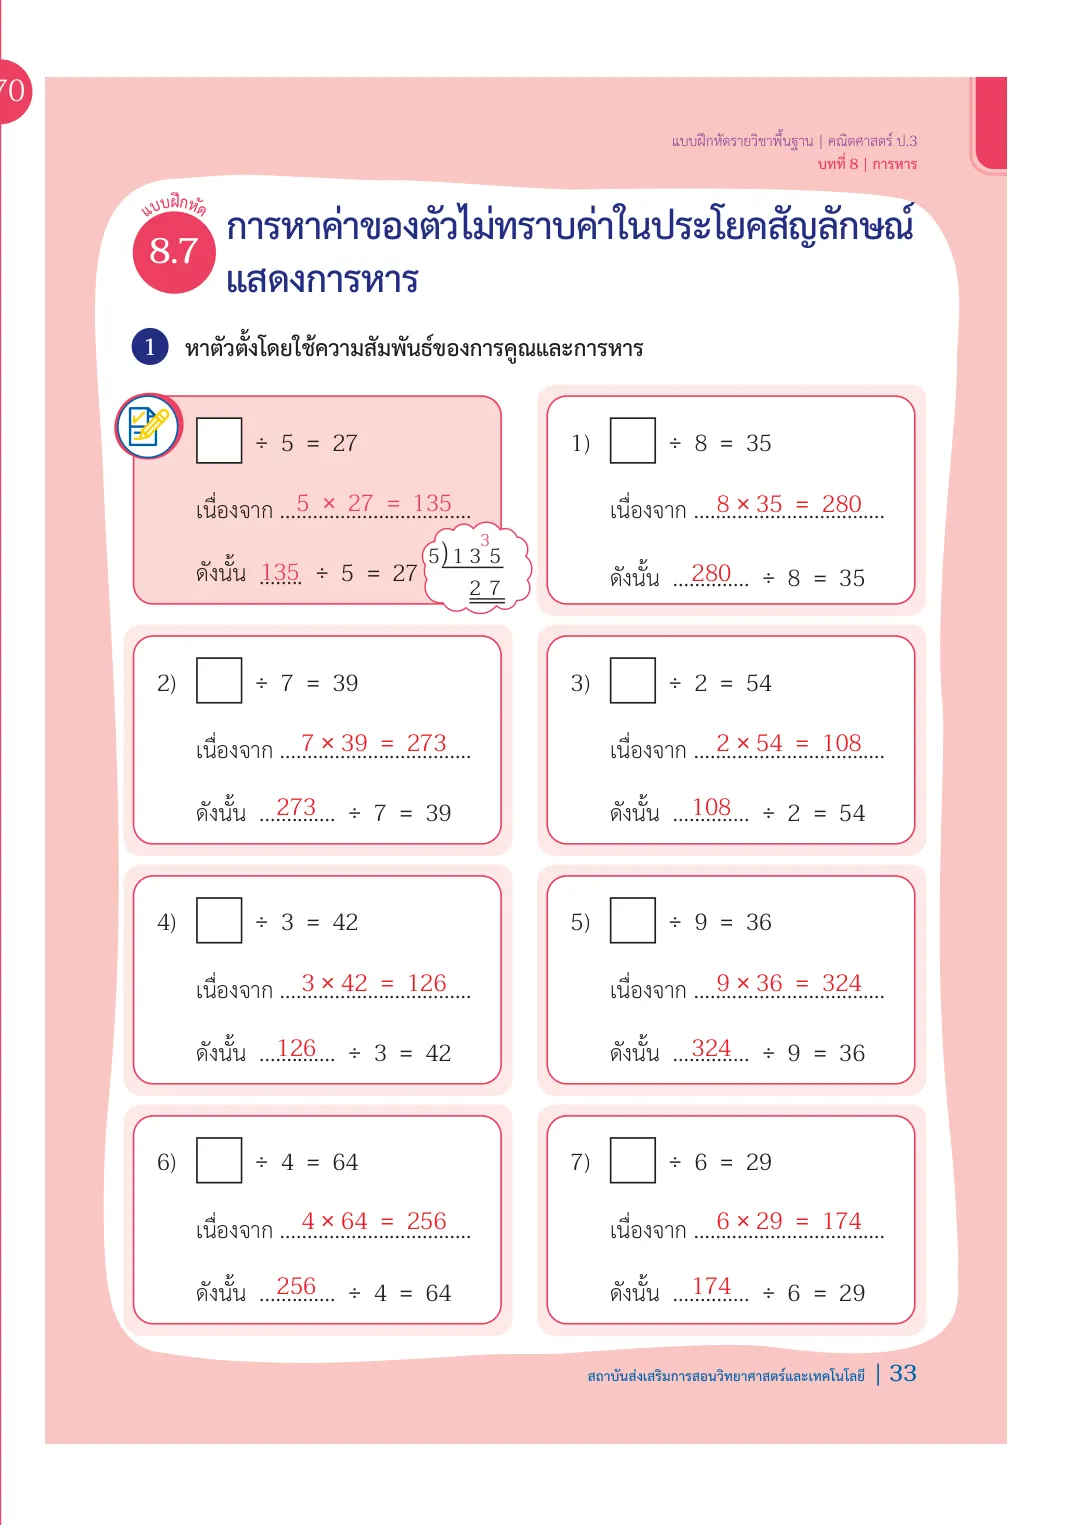 70
แบบฝึกหัดรายวิชาพื้นฐาน | คณิตศาสตร์ ป.3
บทที่ 8 | การหาร
แบบฝึกหัด
8.7
การหาค่าของตัวไม่ทราบค่าในประโยคสัญลักษณ์
แสดงการหาร
1 หาตัวตั้งโดยใช้ความสัมพันธ์ของการคูณและการหาร
÷ 5 = 27
เนื่องจาก 5 × 27 = 135
ดังนั้น 135 ÷ 5 = 27
3
5)1 3 5
2 7
1) ÷ 8 = 35
เนื่องจาก 8 × 35 = 280
ดังนั้น 280 ÷ 8 = 35
2) ÷ 7 = 39
เนื่องจาก 7 × 39 = 273
ดังนั้น 273 ÷ 7 = 39
3) ÷ 2 = 54
เนื่องจาก 2 × 54 = 108
ดังนั้น 108 ÷ 2 = 54
4) ÷ 3 = 42
เนื่องจาก 3 × 42 = 126
ดังนั้น 126 ÷ 3 = 42
5) ÷ 9 = 36
เนื่องจาก 9 × 36 = 324
ดังนั้น 324 ÷ 9 = 36
6) ÷ 4 = 64
เนื่องจาก 4 × 64 = 256
ดังนั้น 256 ÷ 4 = 64
7) ÷ 6 = 29
เนื่องจาก 6 × 29 = 174
ดังนั้น 174 ÷ 6 = 29
สถาบันส่งเสริมการสอนวิทยาศาสตร์และเทคโนโลยี | 33